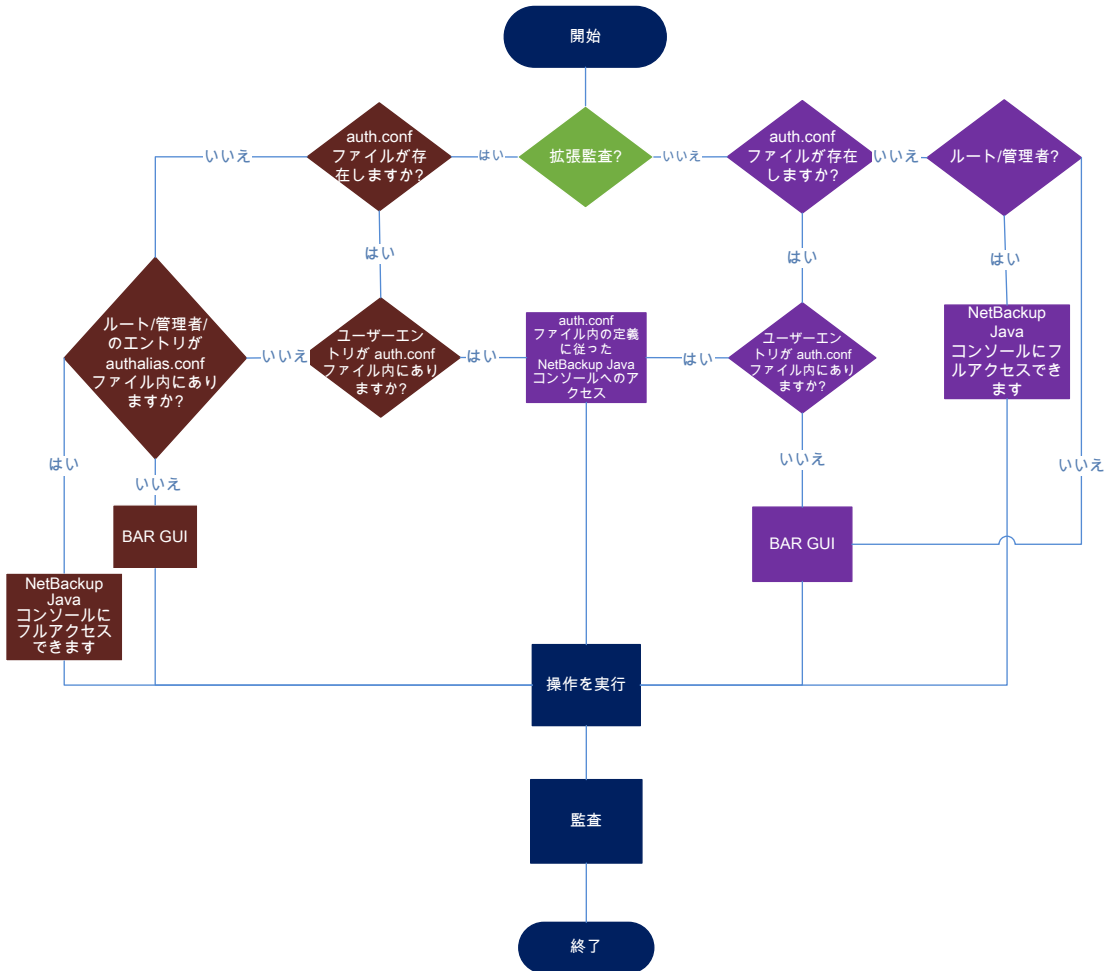 開始
auth.conf
ファイルが存
在しますか?
いいえ
はい
拡張監査?
いいえ
auth.conf
ファイルが存在
しますか?
いいえ
ルート/管理者?
はい
はい
はい
ルート/管理者/
のエントリが
authalias.conf
ファイル内にあり
ますか?
いいえ
ユーザーエン
トリが auth.conf
ファイル内にあり
ますか?
はい
auth.conf
ファイル内の定義
に従った
NetBackup Java
コンソールへのア
クセス
はい
ユーザーエン
トリが auth.conf
ファイル内にあり
ますか?
NetBackup
Java
コンソールにフ
ルアクセスでき
ます
はい
いいえ
いいえ
いいえ
BAR GUI
BAR GUI
NetBackup
Java
コンソールに
フルアクセス
できます
操作を実行
監査
終了